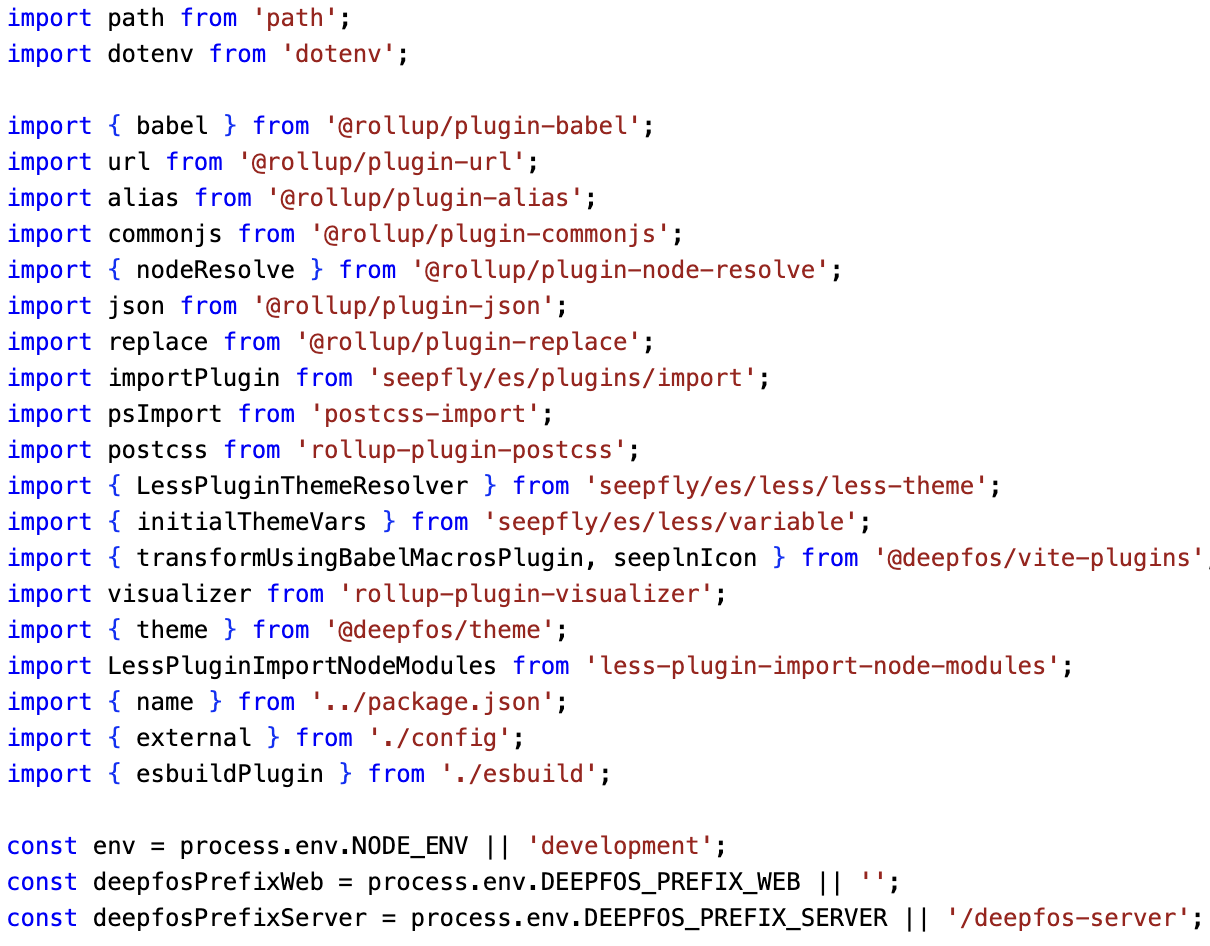 import path from 'path';
import dotenv from 'dotenv';

import { babel } from '@rollup/plugin-babel';
import url from '@rollup/plugin-url';
import alias from '@rollup/plugin-alias';
import commonjs from '@rollup/plugin-commonjs';
import { nodeResolve } from '@rollup/plugin-node-resolve';
import json from '@rollup/plugin-json';
import replace from '@rollup/plugin-replace';
import importPlugin from 'seepfly/es/plugins/import';
import psImport from 'postcss-import';
import postcss from 'rollup-plugin-postcss';
import { LessPluginThemeResolver } from 'seepfly/es/less/less-theme';
import { initialThemeVars } from 'seepfly/es/less/variable';
import { transformUsingBabelMacrosPlugin, seeplnIcon } from '@deepfos/vite-plugins';
import visualizer from 'rollup-plugin-visualizer';
import { theme } from '@deepfos/theme';
import LessPluginImportNodeModules from 'less-plugin-import-node-modules';
import { name } from '../package.json';
import { external } from './config';
import { esbuildPlugin } from './esbuild';

const env = process.env.NODE_ENV || 'development';
const deepfosPrefixWeb = process.env.DEEPFOS_PREFIX_WEB || '';
const deepfosPrefixServer = process.env.DEEPFOS_PREFIX_SERVER || '/deepfos-server';